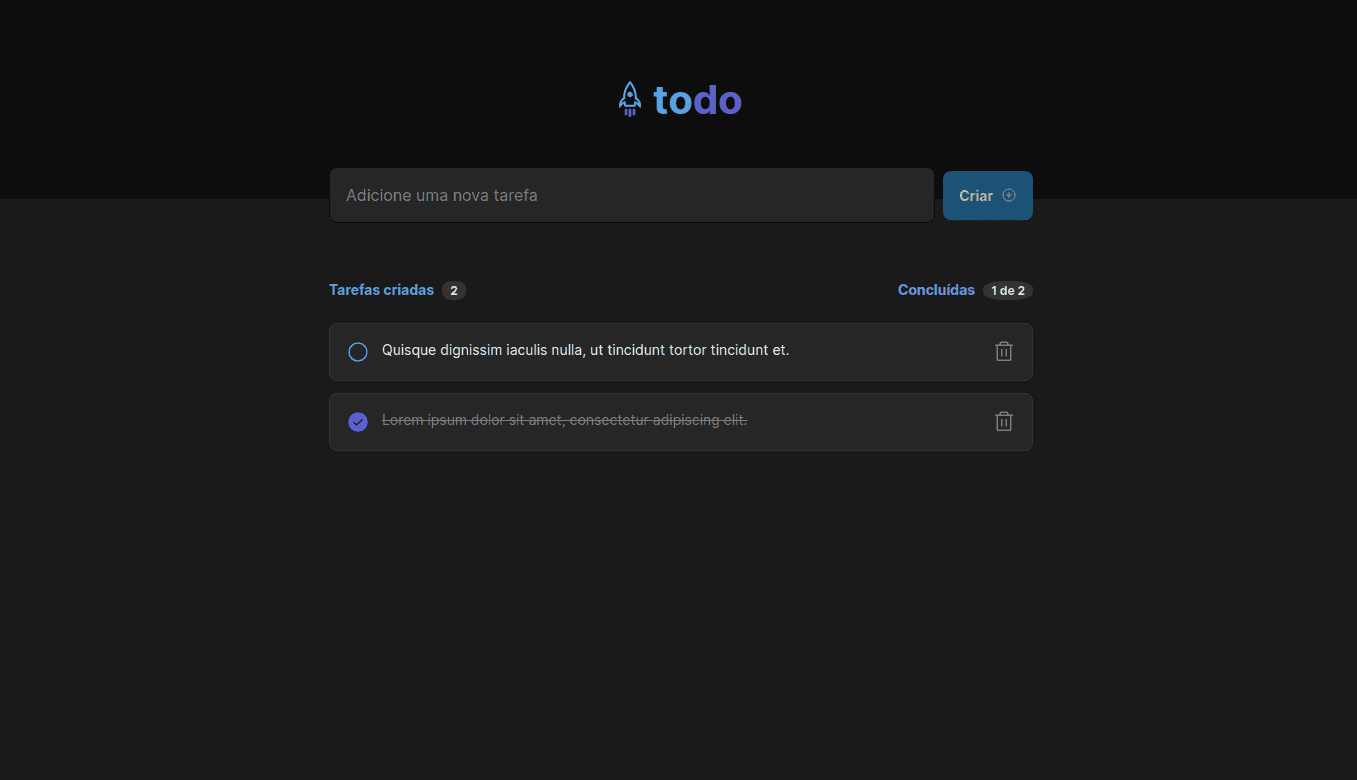 todo
Adicione uma nova tarefa
Criar
Tarefas criadas 2
Concluídas 1 de 2
Quisque dignissim iaculis nulla, ut tincidunt tortor tincidunt et.
Lorem ipsum dolor sit amet, consectetur adipiscing elit.